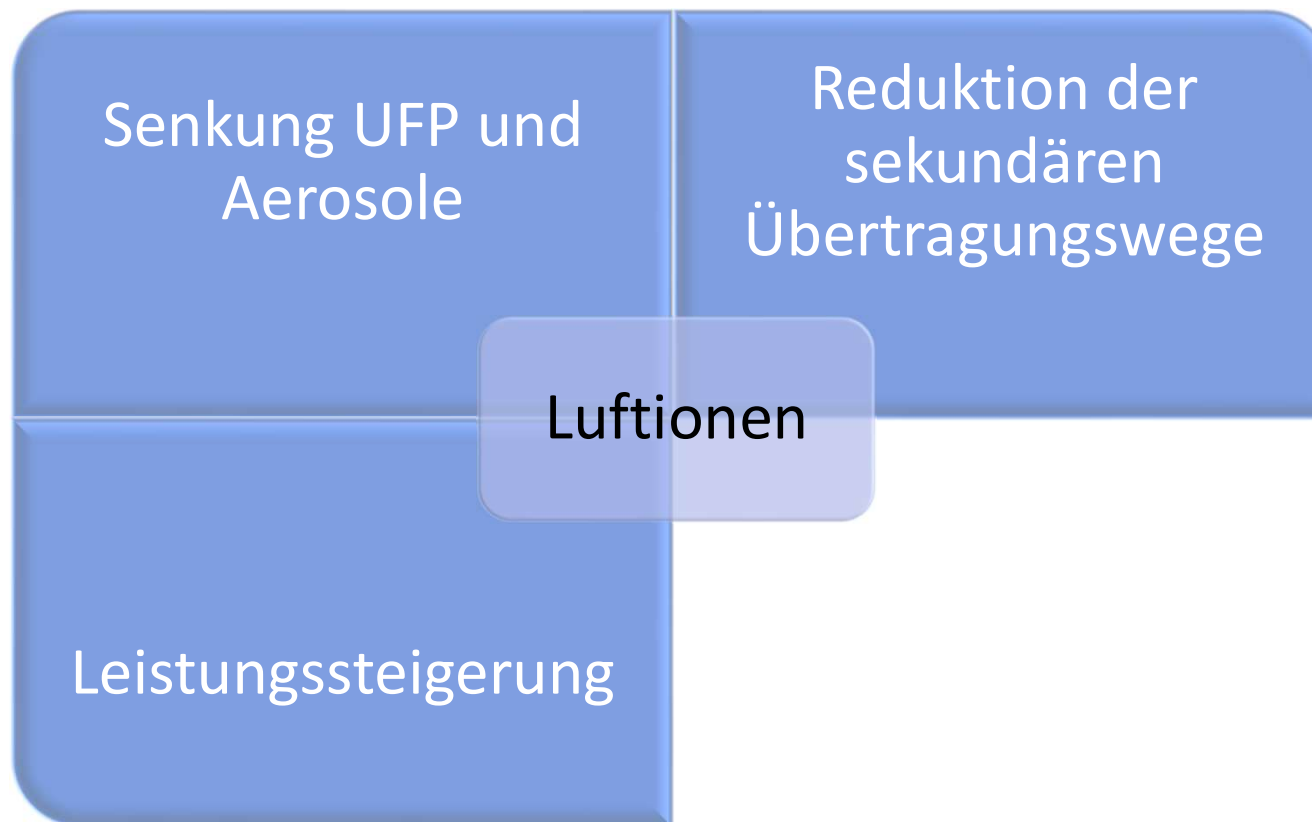 Senkung UFP und
Aerosole
Reduktion der
sekundären
Übertragungswege
Luftionen
Leistungssteigerung